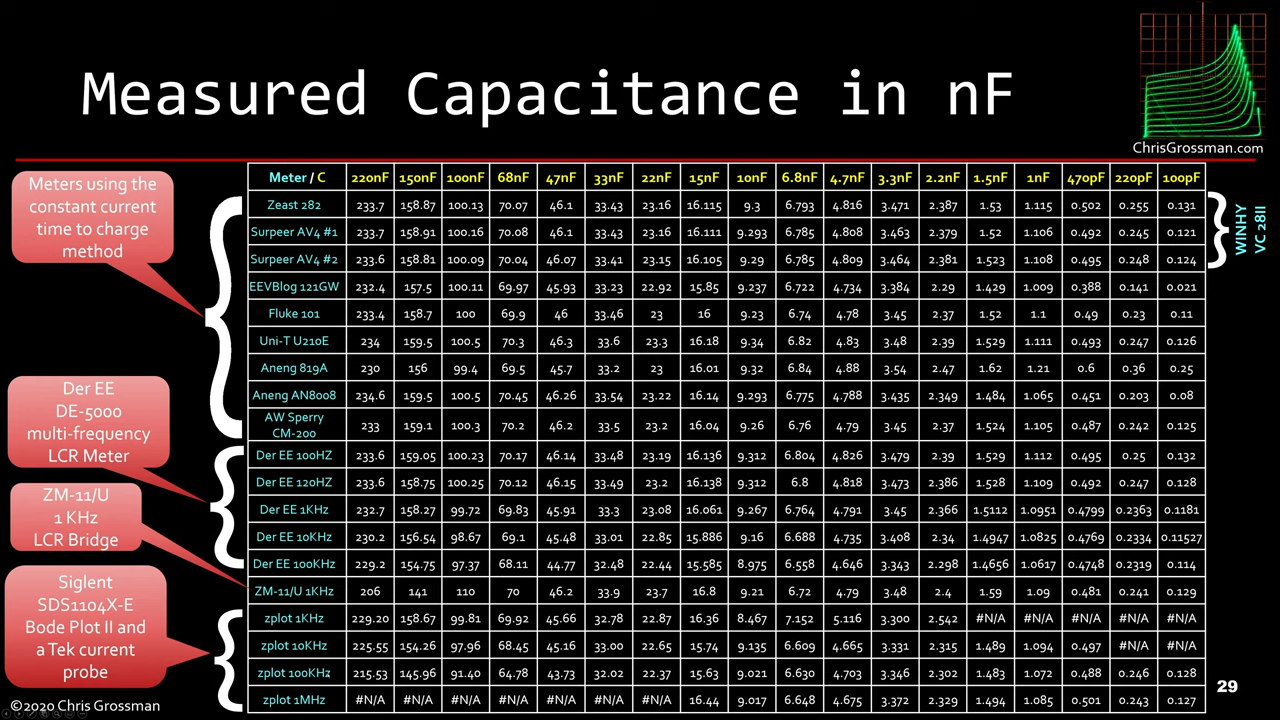 Measured Capacitance in nF
ChrisGrossman.com
Meters using the
constant current
time to charge
method
Der EE
DE-5000
multi-frequency
LCR Meter
ZM-11/U
1 KHz
LCR Bridge
Siglent
SDS1104X-E
Bode Plot II and
a Tek current
probe
Meter / C 220nF 150nF 100nF 68nF 47nF 33nF 22nF 15nF 10nF 6.8nF 4.7nF 3.3nF 2.2nF 1.5nF 1nF 470pF 220pF 100pF
Zeast 282 233.7 158.87 100.13 70.07 46.1 33.43 23.16 16.115 9.3 6.793 4.816 3.471 2.387 1.53 1.115 0.502 0.255 0.131
Surpeer AV4 #1 233.7 158.91 100.16 70.08 46.1 33.43 23.16 16.111 9.293 6.785 4.808 3.463 2.379 1.52 1.106 0.492 0.245 0.121
Surpeer AV4 #2 233.6 158.81 100.09 70.04 46.07 33.41 23.15 16.105 9.29 6.785 4.809 3.464 2.381 1.523 1.108 0.495 0.248 0.124
EEVBlog 121GW 232.4 157.5 100.11 69.97 45.93 33.23 22.92 15.85 9.237 6.722 4.734 3.384 2.29 1.429 1.009 0.388 0.141 0.021
Fluke 101 233.4 158.7 100 69.9 46 33.46 23 16 9.23 6.74 4.78 3.45 2.37 1.52 1.1 0.49 0.23 0.11
Uni-T U210E 234 159.5 100.5 70.3 46.3 33.6 23.3 16.18 9.34 6.82 4.83 3.48 2.39 1.529 1.111 0.493 0.247 0.126
Aneng 819A 230 156 99.4 69.5 45.7 33.2 23 16.01 9.32 6.84 4.88 3.54 2.47 1.62 1.21 0.6 0.36 0.25
Aneng AN8008 234.6 159.5 100.5 70.45 46.26 33.54 23.22 16.14 9.293 6.775 4.788 3.435 2.349 1.484 1.065 0.451 0.203 0.08
AW Sperry
CM-200 233 159.1 100.3 70.2 46.2 33.5 23.2 16.04 9.26 6.76 4.79 3.45 2.37 1.524 1.105 0.487 0.242 0.125
Der EE 100HZ 233.6 159.05 100.23 70.17 46.14 33.48 23.19 16.136 9.312 6.804 4.826 3.479 2.39 1.529 1.112 0.495 0.25 0.132
Der EE 120HZ 233.6 158.75 100.25 70.12 46.15 33.49 23.2 16.138 9.312 6.8 4.818 3.473 2.386 1.528 1.109 0.492 0.247 0.128
Der EE 1KHz 232.7 158.27 99.72 69.83 45.91 33.3 23.08 16.061 9.267 6.764 4.791 3.45 2.366 1.5112 1.0951 0.4799 0.2363 0.1181
Der EE 10KHz 230.2 156.54 98.67 69.1 45.48 33.01 22.85 15.886 9.16 6.688 4.735 3.408 2.34 1.4947 1.0825 0.4769 0.2334 0.11527
Der EE 100KHz 229.2 154.75 97.37 68.11 44.77 32.48 22.44 15.585 8.975 6.558 4.646 3.343 2.298 1.4656 1.0617 0.4748 0.2319 0.114
ZM-11/U 1KHz 206 141 110 70 46.2 33.9 23.7 16.8 9.21 6.72 4.79 3.48 2.4 1.59 1.09 0.481 0.241 0.129
zplot 1KHz 229.20 158.67 99.81 69.92 45.66 32.78 22.87 16.36 8.467 7.152 5.116 3.300 2.542 #N/A #N/A #N/A #N/A #N/A
zplot 10KHz 225.55 154.26 97.96 68.45 45.16 33.00 22.65 15.74 9.135 6.609 4.665 3.331 2.315 1.489 1.094 0.497 #N/A #N/A
zplot 100KHz 215.53 145.96 91.40 64.78 43.73 32.02 22.37 15.63 9.021 6.630 4.703 3.346 2.302 1.483 1.072 0.488 0.246 0.128
zplot 1MHz #N/A #N/A #N/A #N/A #N/A #N/A #N/A 16.44 9.017 6.648 4.675 3.372 2.329 1.494 1.085 0.501 0.243 0.127
WINHY
VC 28II
29
©2020 Chris Grossman